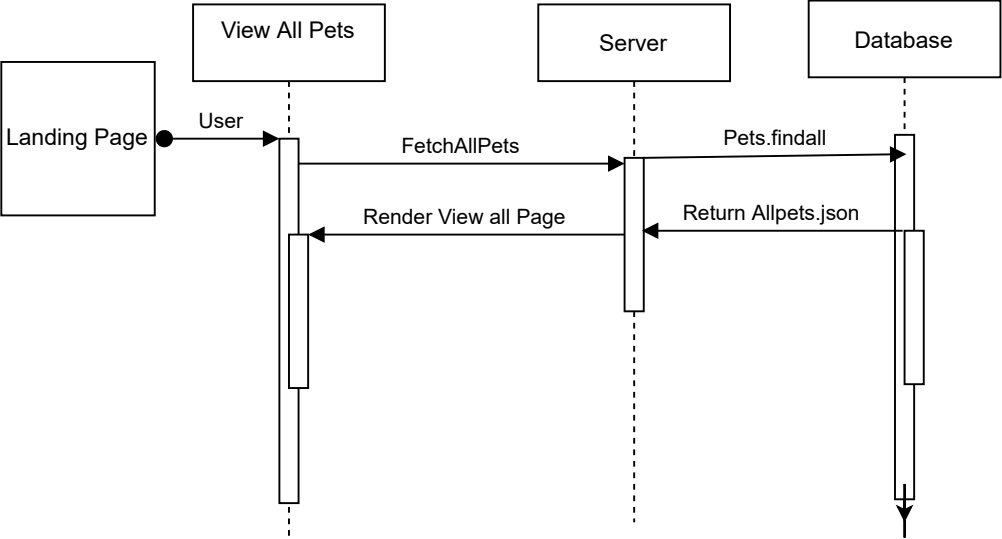 View All Pets
Server
Database
Landing Page
User
FetchAllPets
Pets.findall
Render View all Page
Return Allpets.json